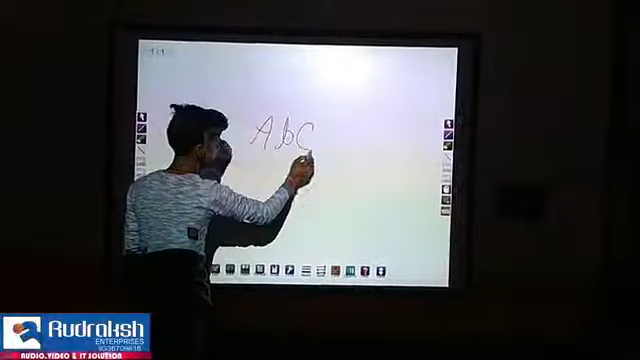 AbC
Rudraksh
ENTERPRISES
AUDIO, VIDEO & IT SOLUTION